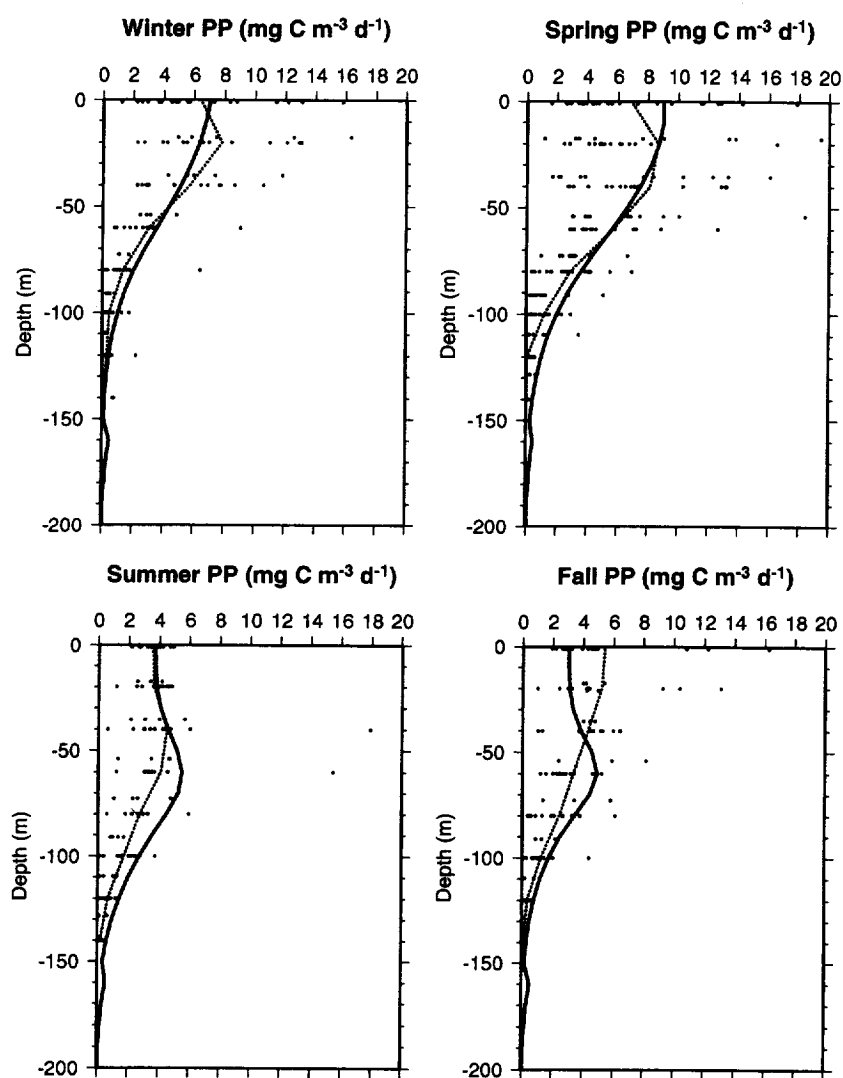 Winter PP (mg C m-3 d-1)
0 2 4 6 8 10 12 14 16 18 20
0
-50
-100
-150
-200
Depth (m)
Spring PP (mg C m-3 d-1)
0 2 4 6 8 10 12 14 16 18 20
0
-50
-100
-150
-200
Depth (m)
Summer PP (mg C m-3 d-1)
0 2 4 6 8 10 12 14 16 18 20
0
-50
-100
-150
-200
Depth (m)
Fall PP (mg C m-3 d-1)
0 2 4 6 8 10 12 14 16 18 20
0
-50
-100
-150
-200
Depth (m)